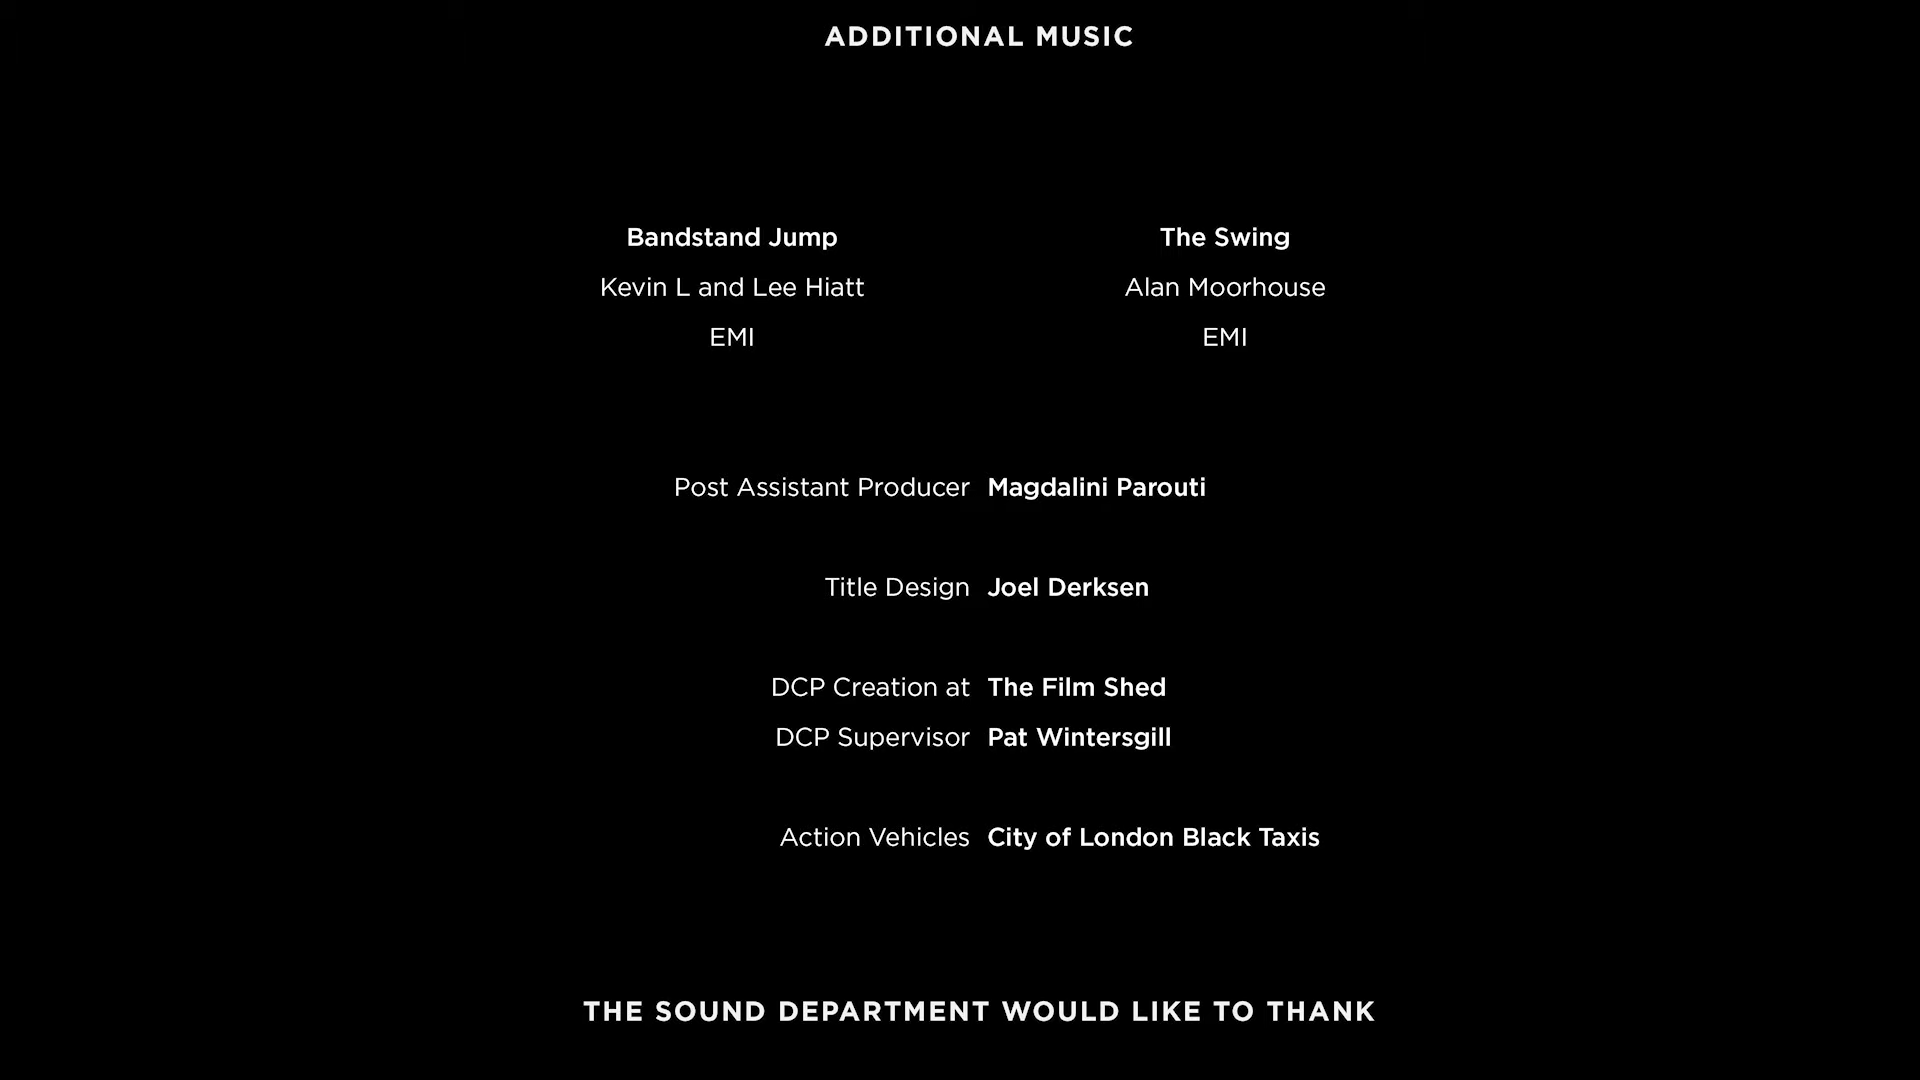 ADDITIONAL MUSIC
Bandstand Jump
Kevin L and Lee Hiatt
EMI
The Swing
Alan Moorhouse
EMI
Post Assistant Producer Magdalini Parouti
Title Design Joel Derksen
DCP Creation at The Film Shed
DCP Supervisor Pat Wintersgill
Action Vehicles City of London Black Taxis
THE SOUND DEPARTMENT WOULD LIKE TO THANK